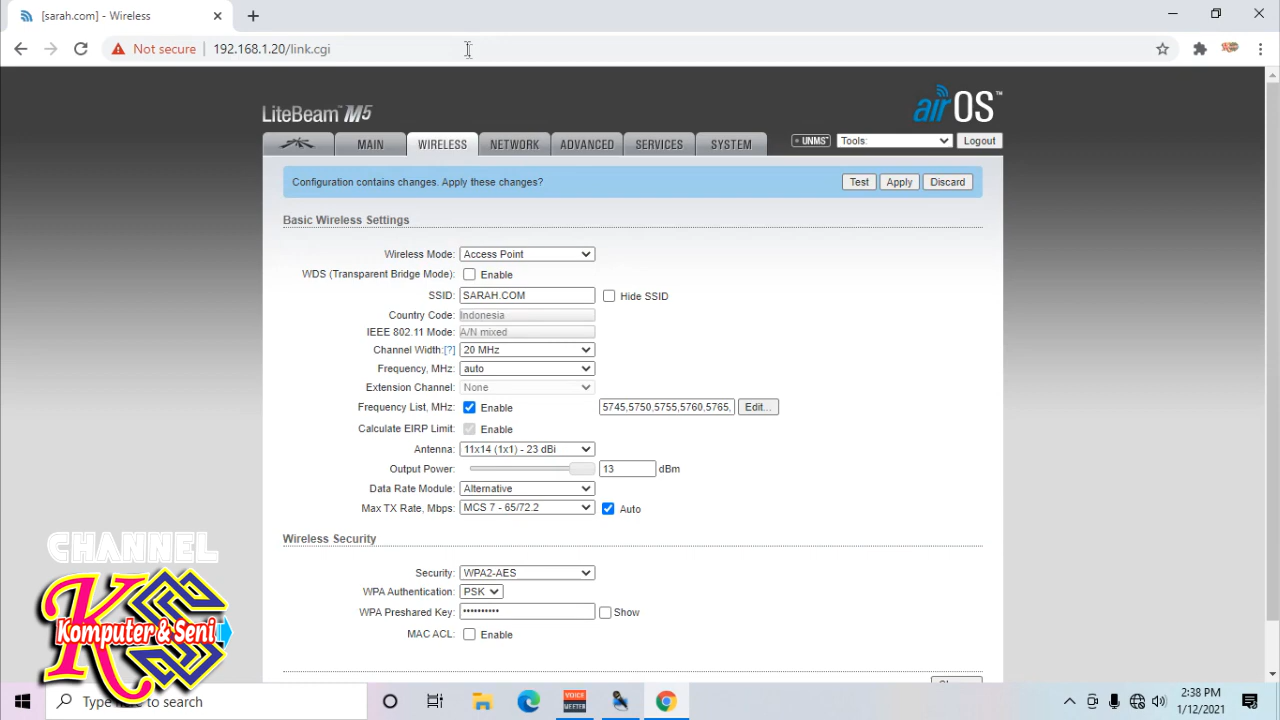 [sarah.com] - Wireless
Not secure 192.168.1.20/link.cgi
LiteBeam™ M5
airOS™
MAIN WIRELESS NETWORK ADVANCED SERVICES SYSTEM UNMS™ Tools: Logout
Configuration contains changes. Apply these changes? Test Apply Discard
Basic Wireless Settings
Wireless Mode: Access Point
WDS (Transparent Bridge Mode): Enable
SSID: SARAH.COM Hide SSID
Country Code: Indonesia
IEEE 802.11 Mode: A/N mixed
Channel Width:[?] 20 MHz
Frequency, MHz: auto
Extension Channel: None
Frequency List, MHz: Enable 5745,5750,5755,5760,5765, Edit...
Calculate EIRP Limit: Enable
Antenna: 11x14 (1x1) - 23 dBi
Output Power: 13 dBm
Data Rate Module: Alternative
Max TX Rate, Mbps: MCS 7 - 65/72.2 Auto
Wireless Security
Security: WPA2-AES
WPA Authentication: PSK
WPA Preshared Key: •••••••••• Show
MAC ACL: Enable
CHANNEL
KS
Komputer & Seni
VOICE MEETER
2:38 PM
1/12/2021